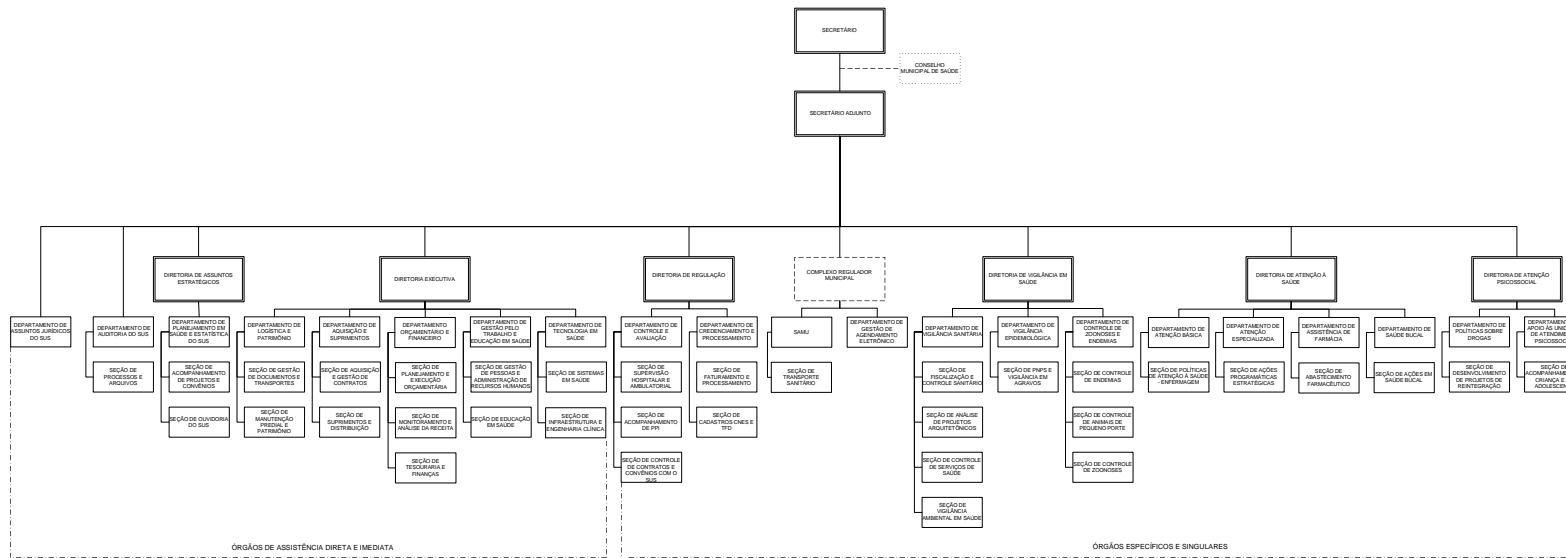 SECRETÁRIO
CONSELHO
MUNICIPAL DE SAÚDE
SECRETÁRIO ADJUNTO
DIRETORIA DE ASSUNTOS
ESTRATÉGICOS
DIRETORIA EXECUTIVA
DIRETORIA DE REGULAÇÃO
COMPLEXO REGULADOR
MUNICIPAL
DIRETORIA DE VIGILÂNCIA EM
SAÚDE
DIRETORIA DE ATENÇÃO À
SAÚDE
DIRETORIA DE ATENÇÃO
PSICOSSOCIAL
DEPARTAMENTO DE
ASSUNTOS JURÍDICOS
DO SUS
DEPARTAMENTO DE
AUDITORIA DO SUS
DEPARTAMENTO DE
PLANEJAMENTO EM
SAÚDE E ESTATÍSTICA
DO SUS
DEPARTAMENTO DE
LOGÍSTICA E
PATRIMÔNIO
DEPARTAMENTO DE
AQUISIÇÃO E
SUPRIMENTOS
DEPARTAMENTO
ORÇAMENTÁRIO E
FINANCEIRO
DEPARTAMENTO DE
GESTÃO PELO
TRABALHO E
EDUCAÇÃO EM SAÚDE
DEPARTAMENTO DE
TECNOLOGIA EM
SAÚDE
DEPARTAMENTO DE
CONTROLE E
AVALIAÇÃO
DEPARTAMENTO DE
CREDENCIAMENTO E
PROCESSAMENTO
SAMU
DEPARTAMENTO DE
GESTÃO DE
AGENDAMENTO
ELETRÔNICO
DEPARTAMENTO DE
VIGILÂNCIA SANITÁRIA
DEPARTAMENTO DE
VIGILÂNCIA
EPIDEMIOLÓGICA
DEPARTAMENTO DE
CONTROLE DE
ZOONOSES E
ENDEMIAS
DEPARTAMENTO DE
ATENÇÃO BÁSICA
DEPARTAMENTO DE
ATENÇÃO
ESPECIALIZADA
DEPARTAMENTO DE
ASSISTÊNCIA DE
FARMÁCIA
DEPARTAMENTO DE
SAÚDE BUCAL
DEPARTAMENTO DE
POLÍTICAS SOBRE
DROGAS
DEPARTAMEN
APOIO ÀS UNID
DE ATENDIME
PSICOSSOC
SEÇÃO DE
PROCESSOS E
ARQUIVOS
SEÇÃO DE
ACOMPANHAMENTO
DE PROJETOS E
CONVÊNIOS
SEÇÃO DE GESTÃO
DE DOCUMENTOS E
TRANSPORTES
SEÇÃO DE AQUISIÇÃO
E GESTÃO DE
CONTRATOS
SEÇÃO DE
PLANEJAMENTO E
EXECUÇÃO
ORÇAMENTÁRIA
SEÇÃO DE GESTÃO
DE PESSOAS E
ADMINISTRAÇÃO DE
RECURSOS HUMANOS
SEÇÃO DE SISTEMAS
EM SAÚDE
SEÇÃO DE
SUPERVISÃO
HOSPITALAR E
AMBULATORIAL
SEÇÃO DE
FATURAMENTO E
PROCESSAMENTO
SEÇÃO DE
TRANSPORTE
SANITÁRIO
SEÇÃO DE
FISCALIZAÇÃO E
CONTROLE SANITÁRIO
SEÇÃO DE PNPS E
VIGILÂNCIA EM
AGRAVOS
SEÇÃO DE CONTROLE
DE ENDEMIAS
SEÇÃO DE POLÍTICAS
DE ATENÇÃO À SAÚDE
- ENFERMAGEM
SEÇÃO DE AÇÕES
PROGRAMÁTICAS
ESTRATÉGICAS
SEÇÃO DE
ABASTECIMENTO
FARMACÊUTICO
SEÇÃO DE AÇÕES EM
SAÚDE BUCAL
SEÇÃO DE
DESENVOLVIMENTO
DE PROJETOS DE
REINTEGRAÇÃO
SEÇÃO DE
ACOMPANHAME
CRIANÇA E
ADOLESCEN
SEÇÃO DE OUVIDORIA
DO SUS
SEÇÃO DE
MANUTENÇÃO
PREDIAL E
PATRIMÔNIO
SEÇÃO DE
SUPRIMENTOS E
DISTRIBUIÇÃO
SEÇÃO DE
MONITORAMENTO E
ANÁLISE DA RECEITA
SEÇÃO DE EDUCAÇÃO
EM SAÚDE
SEÇÃO DE
INFRAESTRUTURA E
ENGENHARIA CLÍNICA
SEÇÃO DE
ACOMPANHAMENTO
DE PPI
SEÇÃO DE
CADASTROS CNES E
TFD
SEÇÃO DE ANÁLISE
DE PROJETOS
ARQUITETÔNICOS
SEÇÃO DE CONTROLE
DE ANIMAIS DE
PEQUENO PORTE
SEÇÃO DE
TESOURARIA E
FINANÇAS
SEÇÃO DE CONTROLE
DE CONTRATOS E
CONVÊNIOS COM O
SUS
SEÇÃO DE CONTROLE
DE SERVIÇOS DE
SAÚDE
SEÇÃO DE CONTROLE
DE ZOONOSES
SEÇÃO DE
VIGILÂNCIA
AMBIENTAL EM SAÚDE
ÓRGÃOS DE ASSISTÊNCIA DIRETA E IMEDIATA
ÓRGÃOS ESPECÍFICOS E SINGULARES